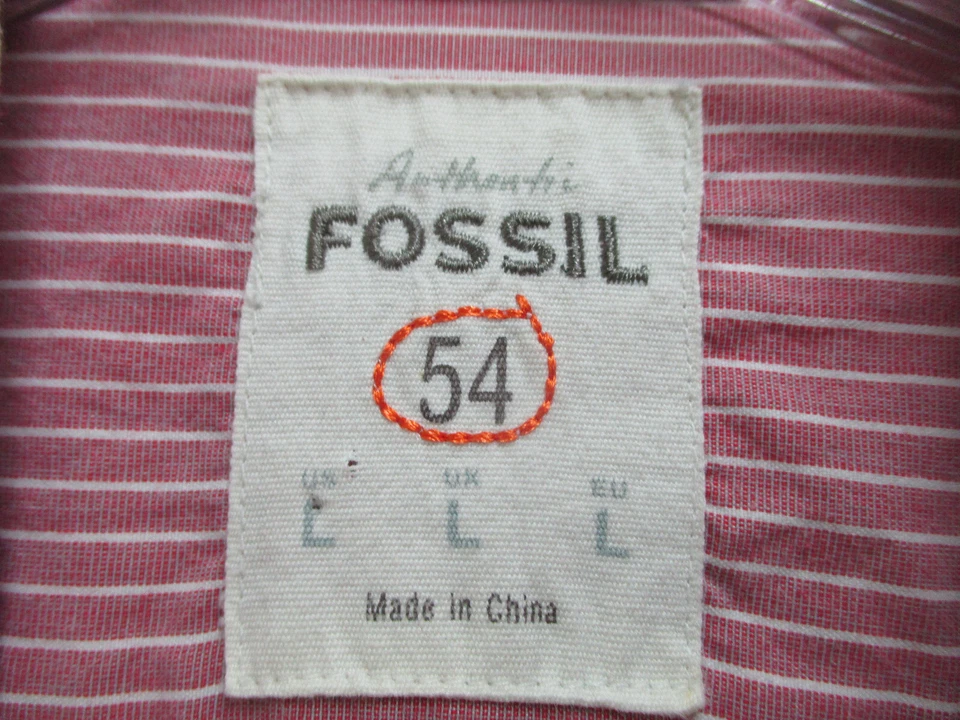 Authentic
FOSSIL
54
US UK EU
L L L
Made in China